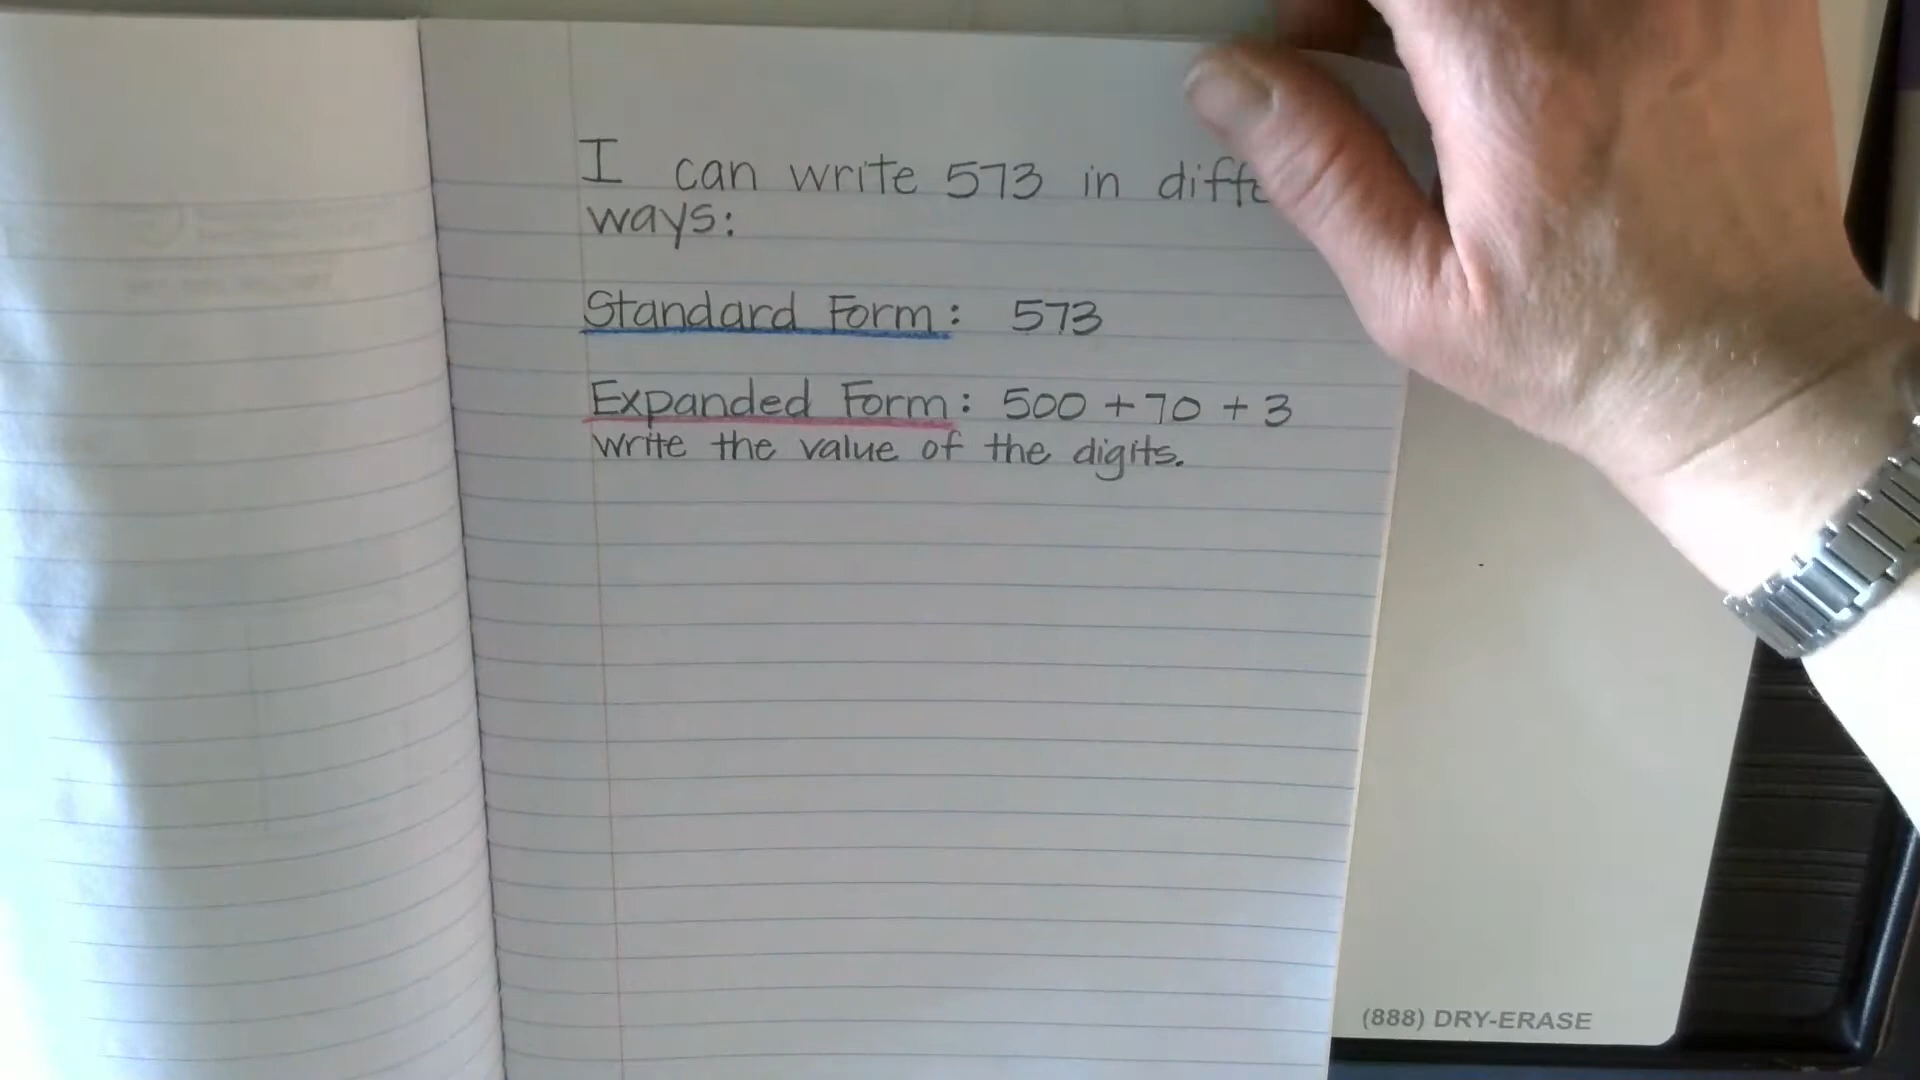 I can write 573 in diffe
ways:
Standard Form: 573
Expanded Form: 500 + 70 + 3
write the value of the digits.
(888) DRY-ERASE